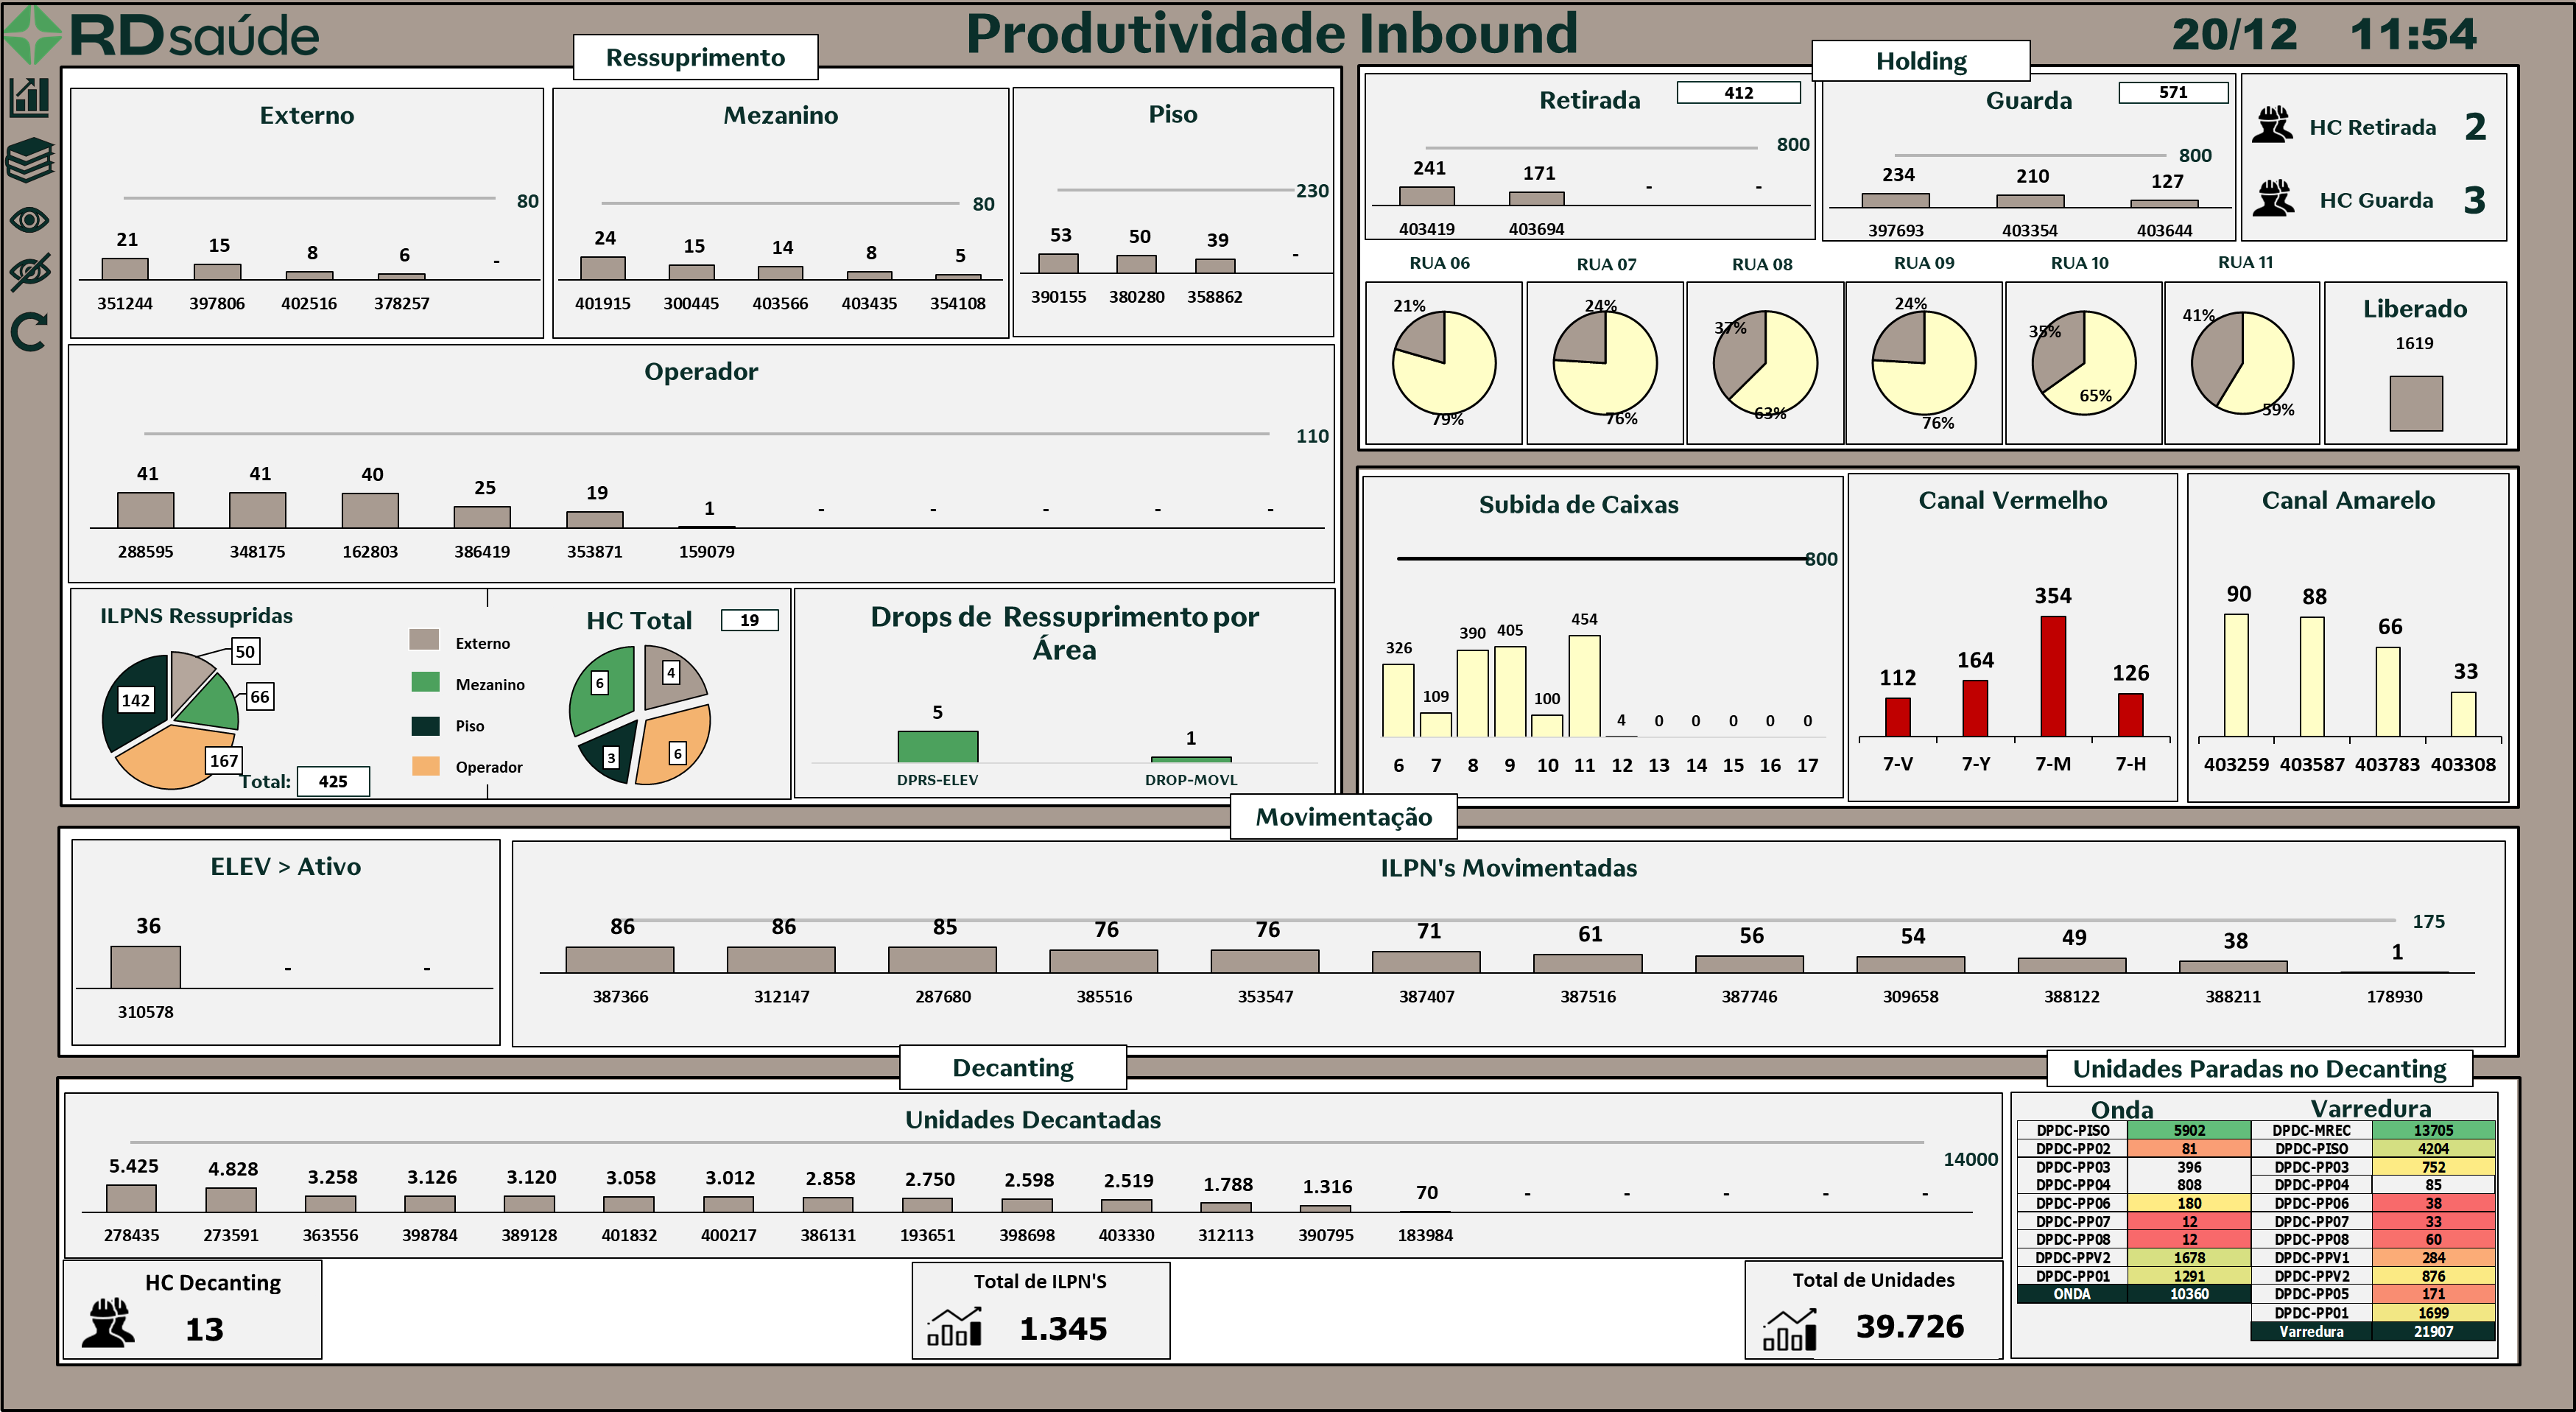 RDsaúde
Produtividade Inbound
20/12 11:54
Ressuprimento
Externo
80
21 15 8 6 -
351244 397806 402516 378257
Mezanino
80
24 15 14 8 5
401915 300445 403566 403435 354108
Piso
230
53 50 39 -
390155 380280 358862
Operador
110
41 41 40 25 19 1 - - - - -
288595 348175 162803 386419 353871 159079
ILPNS Ressupridas
50
66
142
167
Total: 425
Externo
Mezanino
Piso
Operador
HC Total 19
4
6
3
6
Drops de Ressuprimento por
Área
5 1
DPRS-ELEV DROP-MOVL
Holding
Retirada 412
800
241 171 - -
403419 403694
Guarda 571
800
234 210 127
397693 403354 403644
HC Retirada 2
HC Guarda 3
RUA 06 RUA 07 RUA 08 RUA 09 RUA 10 RUA 11
21% 24% 37% 24% 35% 41%
79% 76% 63% 76% 65% 59%
Liberado
1619
Subida de Caixas
800
326 109 390 405 100 454 4 0 0 0 0 0
6 7 8 9 10 11 12 13 14 15 16 17
Canal Vermelho
112 164 354 126
7-V 7-Y 7-M 7-H
Canal Amarelo
90 88 66 33
403259 403587 403783 403308
Movimentação
ELEV > Ativo
36 - -
310578
ILPN's Movimentadas
175
86 86 85 76 76 71 61 56 54 49 38 1
387366 312147 287680 385516 353547 387407 387516 387746 309658 388122 388211 178930
Decanting
Unidades Decantadas
14000
5.425 4.828 3.258 3.126 3.120 3.058 3.012 2.858 2.750 2.598 2.519 1.788 1.316 70 - - - - -
278435 273591 363556 398784 389128 401832 400217 386131 193651 398698 403330 312113 390795 183984
HC Decanting
13
Total de ILPN'S
1.345
Total de Unidades
39.726
Unidades Paradas no Decanting
Onda Varredura
DPDC-PISO 5902 DPDC-MREC 13705
DPDC-PP02 81 DPDC-PISO 4204
DPDC-PP03 396 DPDC-PP03 752
DPDC-PP04 808 DPDC-PP04 85
DPDC-PP06 180 DPDC-PP06 38
DPDC-PP07 12 DPDC-PP07 33
DPDC-PP08 12 DPDC-PP08 60
DPDC-PPV2 1678 DPDC-PPV1 284
DPDC-PP01 1291 DPDC-PPV2 876
ONDA 10360 DPDC-PP05 171
DPDC-PP01 1699
Varredura 21907